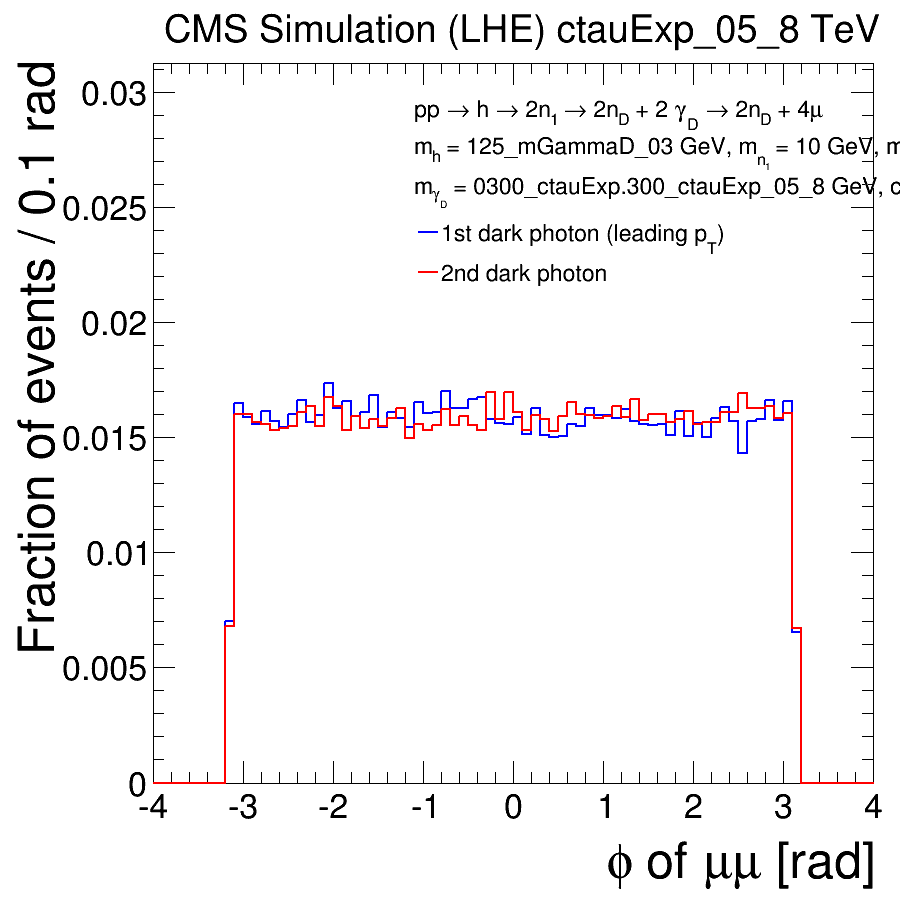 CMS Simulation (LHE) ctauExp_05_8 TeV
Fraction of events / 0.1 rad
0.03
0.025
0.02
0.015
0.01
0.005
0
pp → h → 2n1 → 2nD + 2 γD → 2nD + 4μ
mh = 125_mGammaD_03 GeV, mn1 = 10 GeV, m
mγD = 0300_ctauExp.300_ctauExp_05_8 GeV, c
1st dark photon (leading pT)
2nd dark photon
-4 -3 -2 -1 0 1 2 3 4
ϕ of μμ [rad]